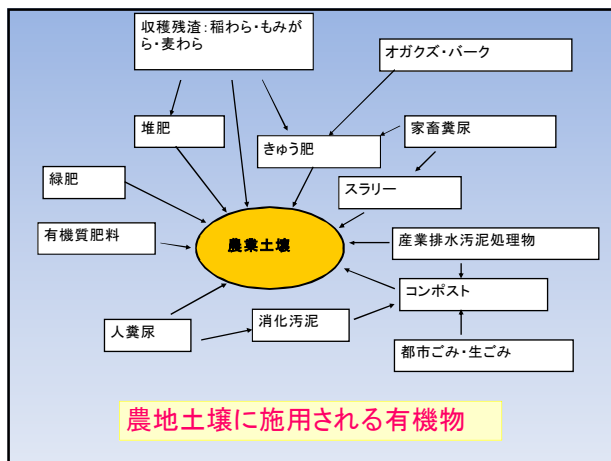 収穫残渣：稲わら・もみが
ら・麦わら
オガクズ・バーク
堆肥
きゅう肥
家畜糞尿
緑肥
スラリー
有機質肥料
農業土壌
産業排水汚泥処理物
コンポスト
人糞尿
消化汚泥
都市ごみ・生ごみ
農地土壌に施用される有機物